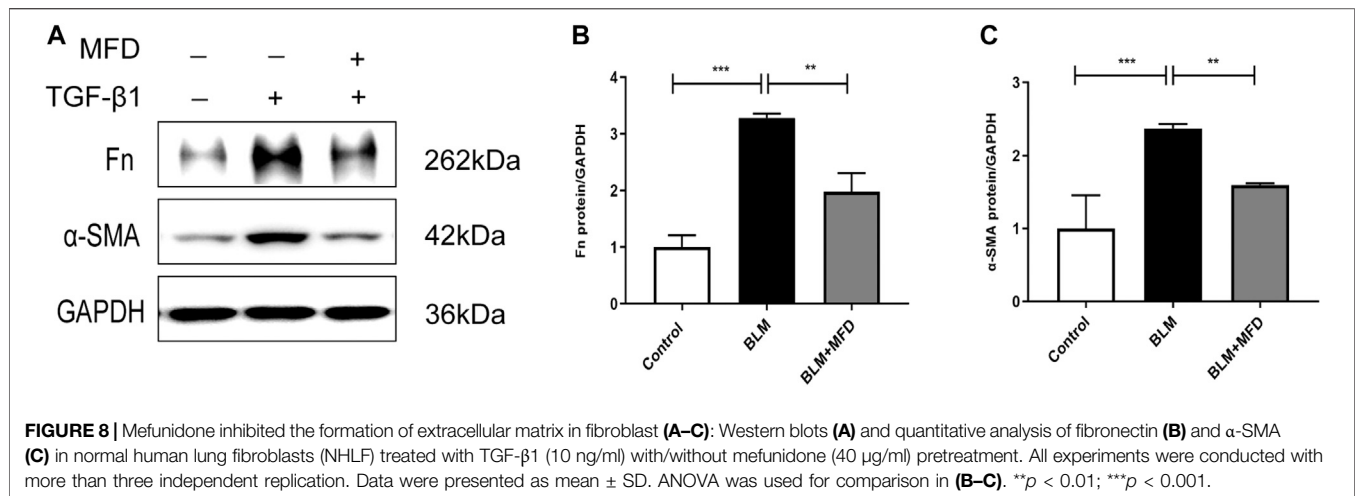 A
MFD – – +
TGF-β1 – + +
Fn 262kDa
α-SMA 42kDa
GAPDH 36kDa
B
*** **
Fn protein/GAPDH
4
3
2
1
0
Control BLM BLM+MFD
C
*** **
α-SMA protein/GAPDH
3
2
1
0
Control BLM BLM+MFD
FIGURE 8 | Mefunidone inhibited the formation of extracellular matrix in fibroblast (A–C): Western blots (A) and quantitative analysis of fibronectin (B) and α-SMA
(C) in normal human lung fibroblasts (NHLF) treated with TGF-β1 (10 ng/ml) with/without mefunidone (40 μg/ml) pretreatment. All experiments were conducted with
more than three independent replication. Data were presented as mean ± SD. ANOVA was used for comparison in (B–C). **p < 0.01; ***p < 0.001.